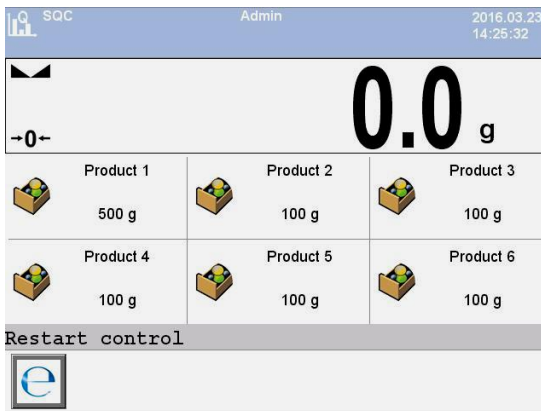 SQC Admin 2016.03.23
14:25:32
0.0 g
→0←
Product 1 Product 2 Product 3
500 g 100 g 100 g
Product 4 Product 5 Product 6
100 g 100 g 100 g
Restart control